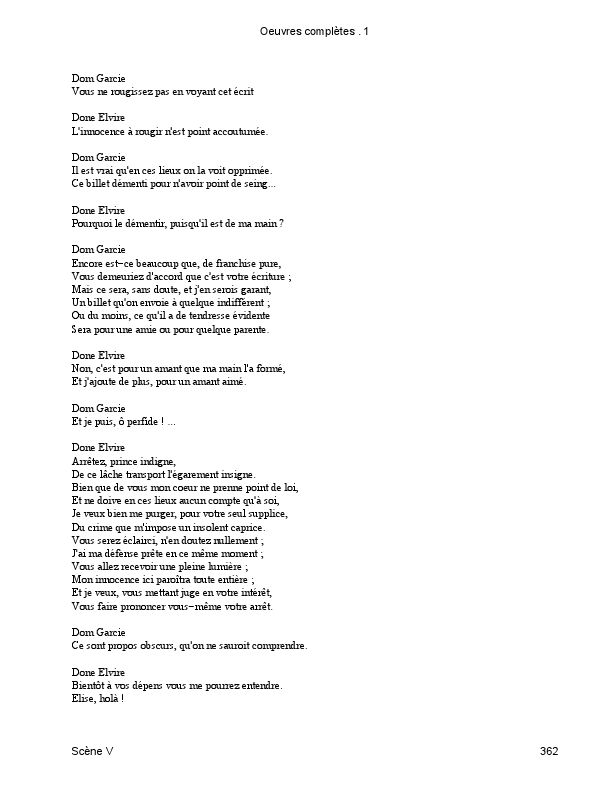 Oeuvres complètes . 1
Dom Garcie
Vous ne rougissez pas en voyant cet écrit
Done Elvire
L'innocence à rougir n'est point accoutumée.
Dom Garcie
Il est vrai qu'en ces lieux on la voit opprimée.
Ce billet démenti pour n'avoir point de seing...
Done Elvire
Pourquoi le démentir, puisqu'il est de ma main ?
Dom Garcie
Encore est-ce beaucoup que, de franchise pure,
Vous demeuriez d'accord que c'est votre écriture ;
Mais ce sera, sans doute, et j'en serois garant,
Un billet qu'on envoie à quelque indifférent ;
Ou du moins, ce qu'il a de tendresse évidente
Sera pour une amie ou pour quelque parente.
Done Elvire
Non, c'est pour un amant que ma main l'a formé,
Et j'ajoute de plus, pour un amant aimé.
Dom Garcie
Et je puis, ô perfide ! ...
Done Elvire
Arrêtez, prince indigne,
De ce lâche transport l'égarement insigne.
Bien que de vous mon coeur ne prenne point de loi,
Et ne doive en ces lieux aucun compte qu'à soi,
Je veux bien me purger, pour votre seul supplice,
Du crime que m'impose un insolent caprice.
Vous serez éclairci, n'en doutez nullement ;
J'ai ma défense prête en ce même moment ;
Vous allez recevoir une pleine lumière ;
Mon innocence ici paroîtra toute entière ;
Et je veux, vous mettant juge en votre intérêt,
Vous faire prononcer vous-même votre arrêt.
Dom Garcie
Ce sont propos obscurs, qu'on ne sauroit comprendre.
Done Elvire
Bientôt à vos dépens vous me pourrez entendre.
Elise, holà !
Scène V
362